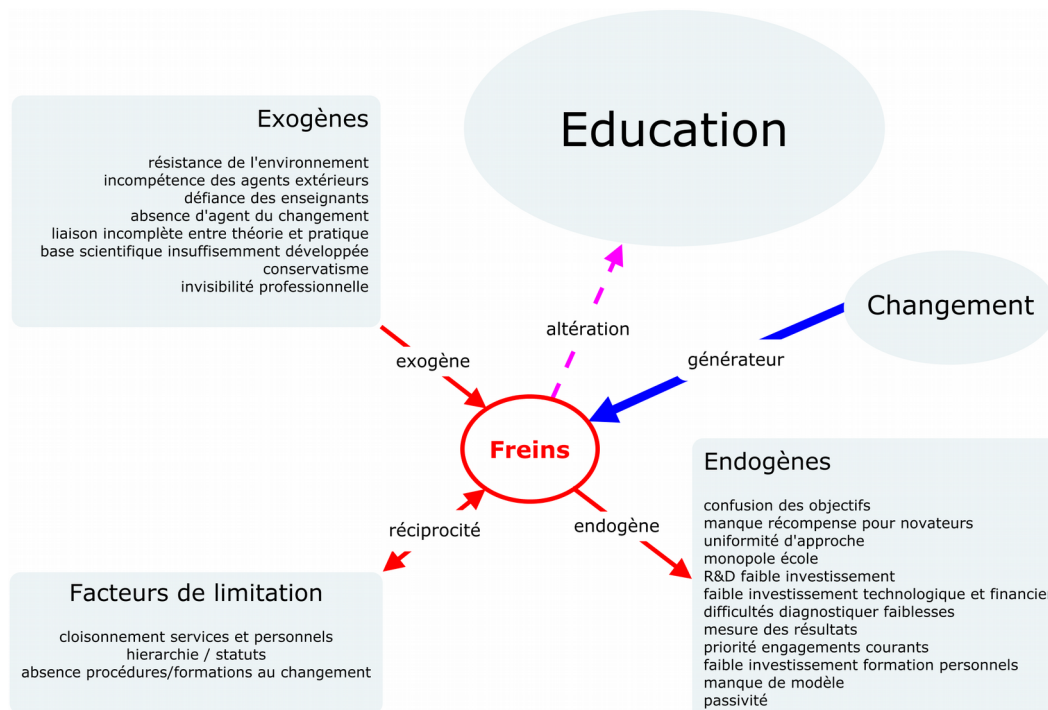 Education
Exogènes
résistance de l'environnement
incompétence des agents extérieurs
défiance des enseignants
absence d'agent du changement
liaison incomplète entre théorie et pratique
base scientifique insuffisemment développée
conservatisme
invisibilité professionnelle
Changement
altération
générateur
exogène
Freins
réciprocité
endogène
Endogènes
confusion des objectifs
manque récompense pour novateurs
uniformité d'approche
monopole école
R&D faible investissement
faible investissement technologique et financier
difficultés diagnostiquer faiblesses
mesure des résultats
priorité engagements courants
faible investissement formation personnels
manque de modèle
passivité
Facteurs de limitation
cloisonnement services et personnels
hierarchie / statuts
absence procédures/formations au changement